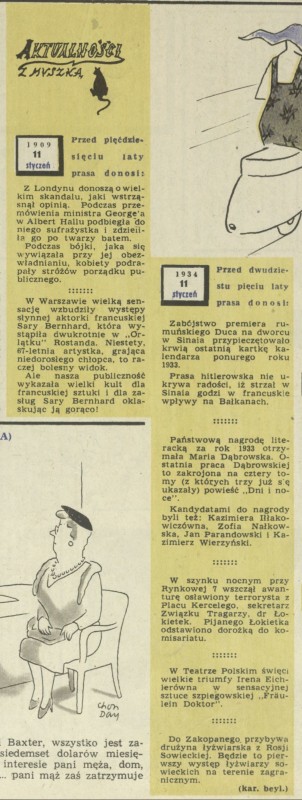 AKTUALNOŚCI
Z MYSZKĄ
1909
11
styczeń
Przed pięćdzie-
sięciu laty
prasa donosi:
Z Londynu donoszą o wiel-
kim skandalu, jaki wstrzą-
snął opinią. Podczas prze-
mówienia ministra George'a
w Albert Hallu podbiegła do
niego sufrażystka i zdzieli-
ła go po twarzy batem.
Podczas bójki, jaka się
wywiązała przy jej obez-
władnianiu, kobiety podra-
pały stróżów porządku pu-
blicznego.
W Warszawie wielką sen-
sację wzbudziły występy
słynnej aktorki francuskiej
Sary Bernhard, która wy-
stąpiła dwukrotnie w „Or-
lątku" Rostanda. Niestety,
67-letnia artystka, grająca
niedorosłego chłopca, to ra-
czej bolesny widok.
Ale nasza publiczność
wykazała wielki kult dla
francuskiej sztuki i dla za-
sług Sary Bernhard okla-
skując ją gorąco!
1934
11
styczeń
Przed dwudzie-
stu pięciu laty
prasa donosi:
Zabójstwo premiera ru-
muńskiego Duca na dworcu
w Sinaia przypieczętowało
krwią ostatnią kartkę ka-
lendarza ponurego roku
1933.
Prasa hitlerowska nie u-
krywa radości, iż strzał w
Sinaia godzi w francuskie
wpływy na Bałkanach.
Państwową nagrodę lite-
racką za rok 1933 otrzy-
mała Maria Dąbrowska. O-
statnia praca Dąbrowskiej
to zakrojona na cztery to-
my (z których trzy już się
ukazały) powieść „Dni i no-
ce".
Kandydatami do nagrody
byli też: Kazimiera Iłłako-
wiczówna, Zofia Nałkow-
ska, Jan Parandowski i Ka-
zimierz Wierzyński.
W szynku nocnym przy
Rynkowej 7 wszczął awan-
turę osławiony terrorysta z
Placu Kercelego, sekretarz
Związku Tragarzy, dr Ło-
kietek. Pijanego Łokietka
odstawiono dorożką do ko-
misariatu.
W Teatrze Polskim święci
wielkie triumfy Irena Eich-
lerówna w sensacyjnej
sztuce szpiegowskiej „Fräu-
lein Doktor".
Do Zakopanego przybywa
drużyna łyżwiarska z Rosji
Sowieckiej. Będzie to pier-
wszy występ łyżwiarzy so-
wieckich na terenie zagra-
nicznym.
(kaz. beyl.)
A)
CHON
DAY
i Baxter, wszystko jest za-
siedemset dolarów miesię-
interesie pani męża, dom,
... pani mąż zaś zatrzymuje